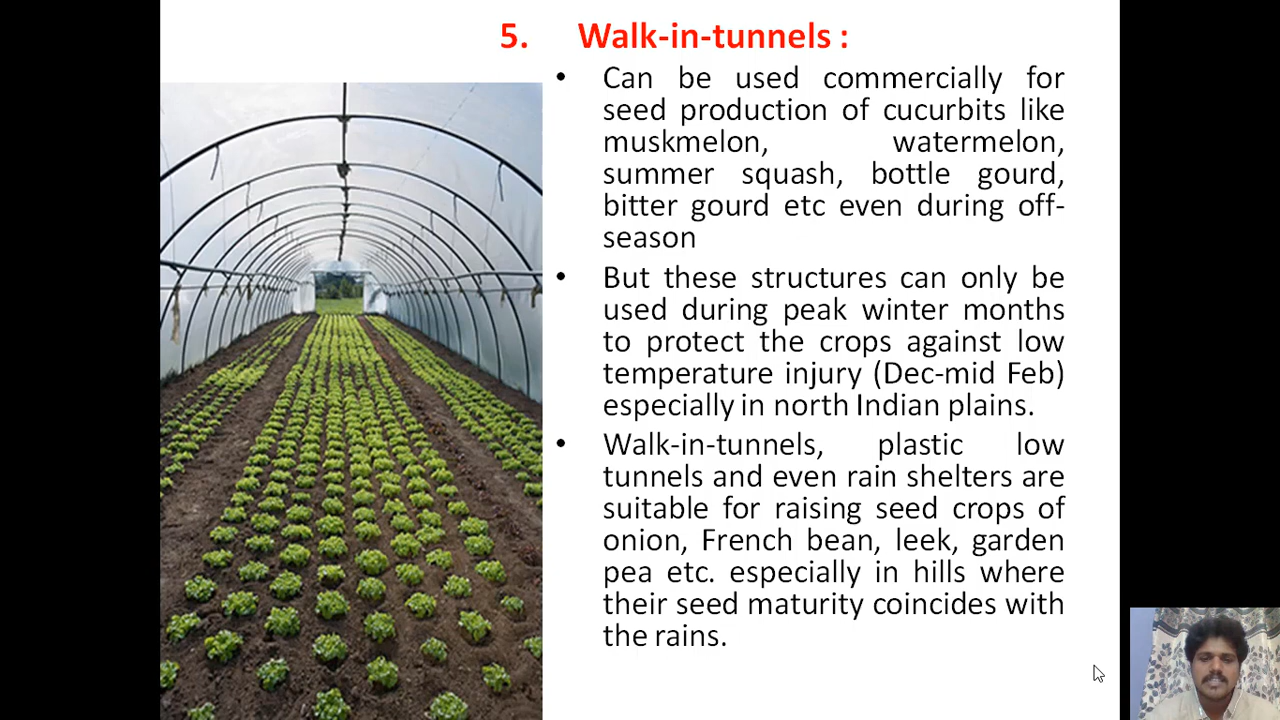 5. Walk-in-tunnels :
• Can be used commercially for
seed production of cucurbits like
muskmelon, watermelon,
summer squash, bottle gourd,
bitter gourd etc even during off-
season
• But these structures can only be
used during peak winter months
to protect the crops against low
temperature injury (Dec-mid Feb)
especially in north Indian plains.
• Walk-in-tunnels, plastic low
tunnels and even rain shelters are
suitable for raising seed crops of
onion, French bean, leek, garden
pea etc. especially in hills where
their seed maturity coincides with
the rains.